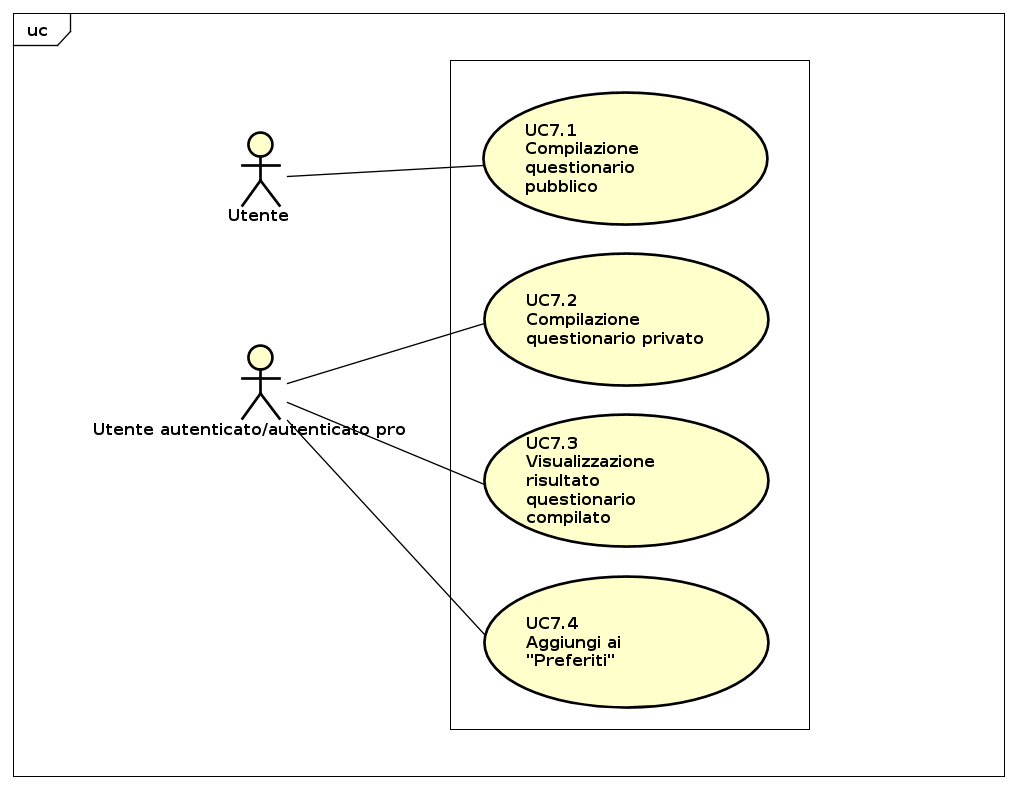 uc
Utente
UC7.1
Compilazione
questionario
pubblico
UC7.2
Compilazione
questionario privato
Utente autenticato/autenticato pro
UC7.3
Visualizzazione
risultato
questionario
compilato
UC7.4
Aggiungi ai
"Preferiti"